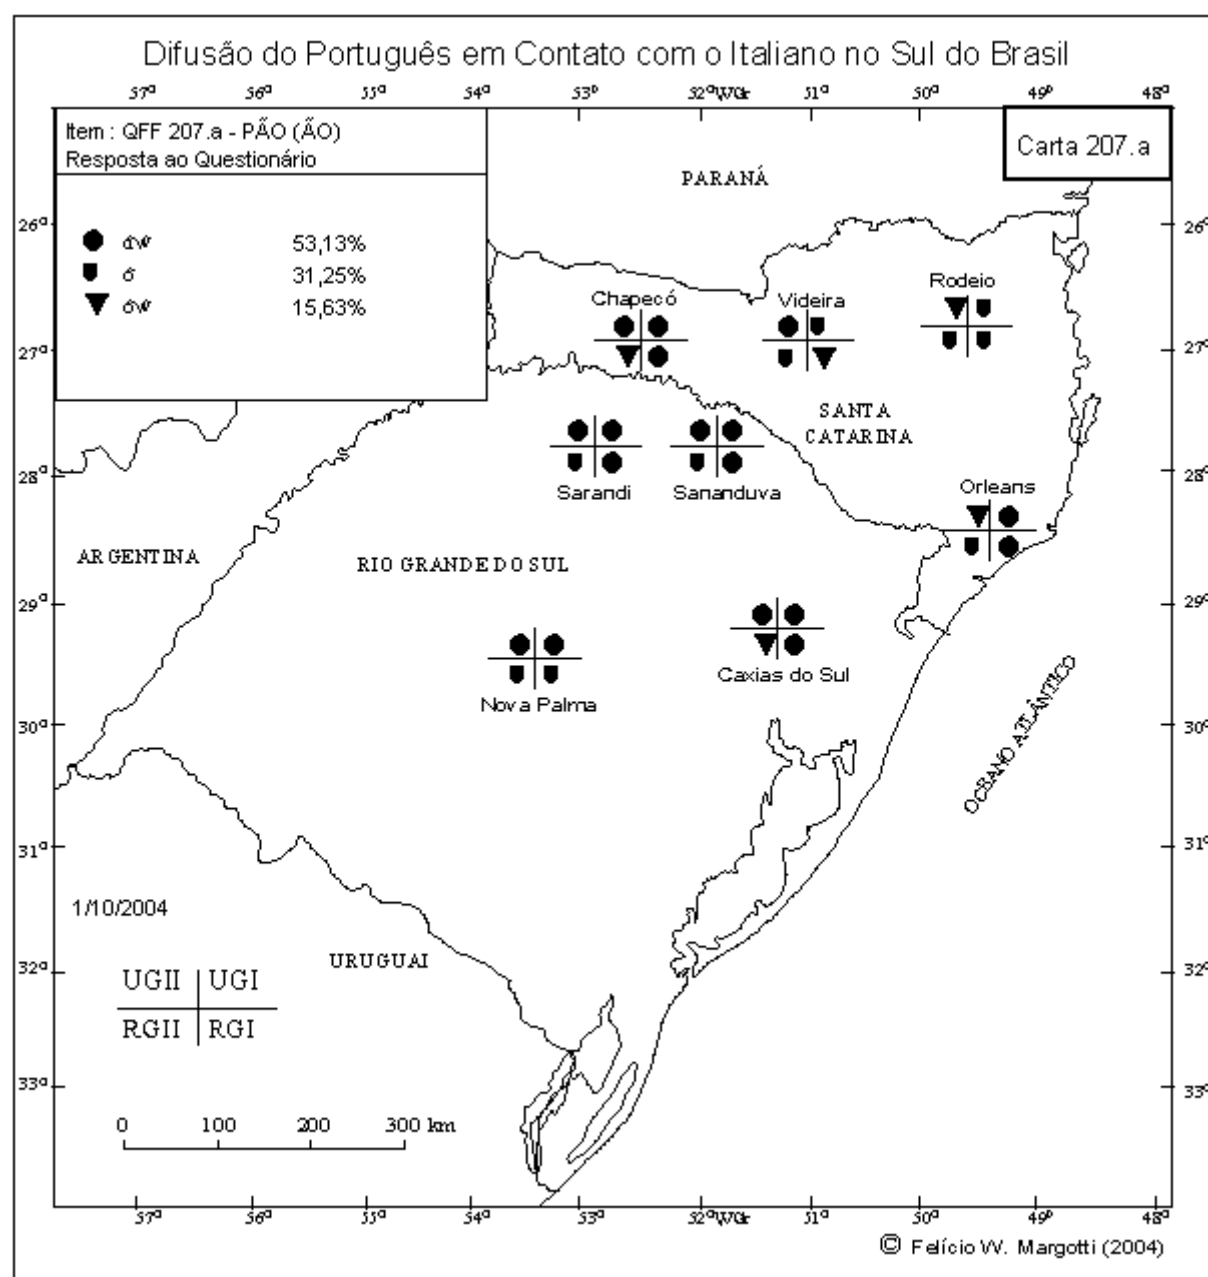 Difusão do Português em Contato com o Italiano no Sul do Brasil
57º 56º 55º 54º 53º 52ºWGr 51º 50º 49º 48º
Item : QFF 207.a - PÃO (ÃO)
Resposta ao Questionário
53,13%
31,25%
15,63%
Carta 207.a
PARANÁ
26º 26º
Rodeio
Chapecó Videira
27º 27º
SANTA
CATARINA
28º 28º
Sarandi Sananduva
Orleans
ARGENTINA
RIO GRANDE DO SUL
29º 29º
Caxias do Sul
Nova Palma
OCEANO ATLÂNTICO
30º 30º
31º 31º
1/10/2004
URUGUAI
32º 32º
UGII UGI
RGII RGI
33º 33º
0 100 200 300 km
57º 56º 55º 54º 53º 52ºWGr 51º 50º 49º 48º
© Felício W. Margotti (2004)